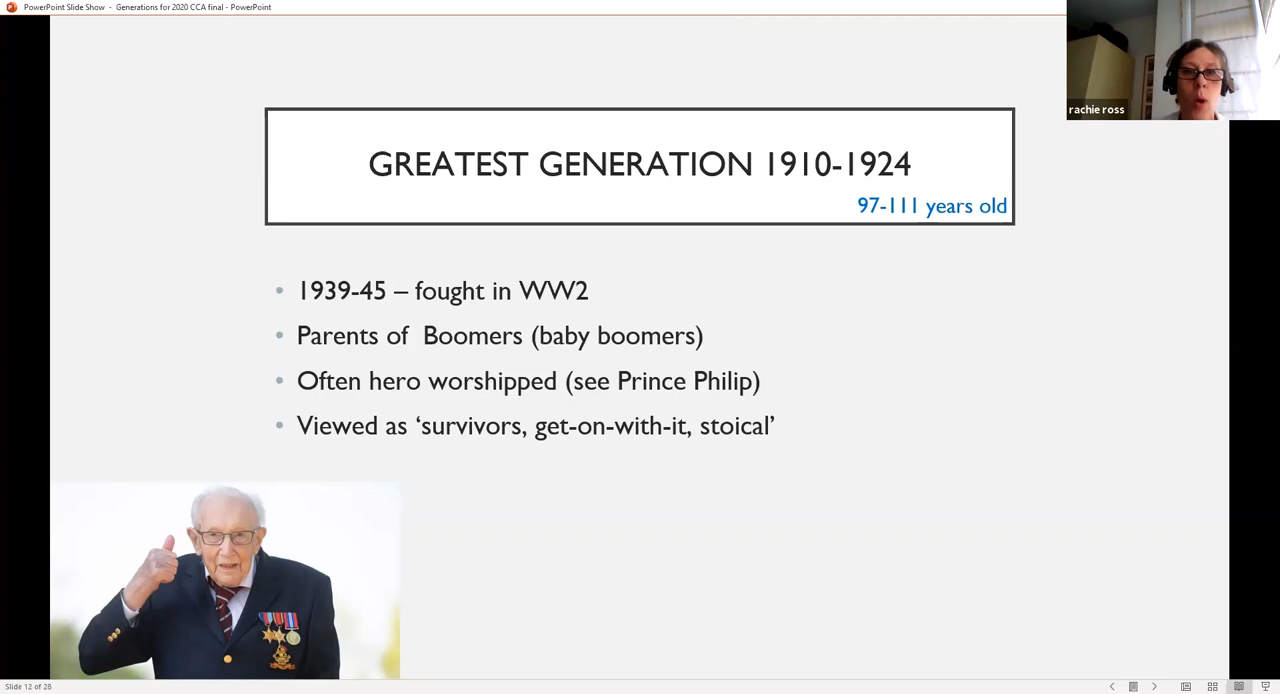 PowerPoint Slide Show - Generations for 2020 CCA final - PowerPoint
rachie ross
GREATEST GENERATION 1910-1924
97-111 years old
• 1939-45 – fought in WW2
• Parents of  Boomers (baby boomers)
• Often hero worshipped (see Prince Philip)
• Viewed as ‘survivors, get-on-with-it, stoical’
Slide 12 of 28